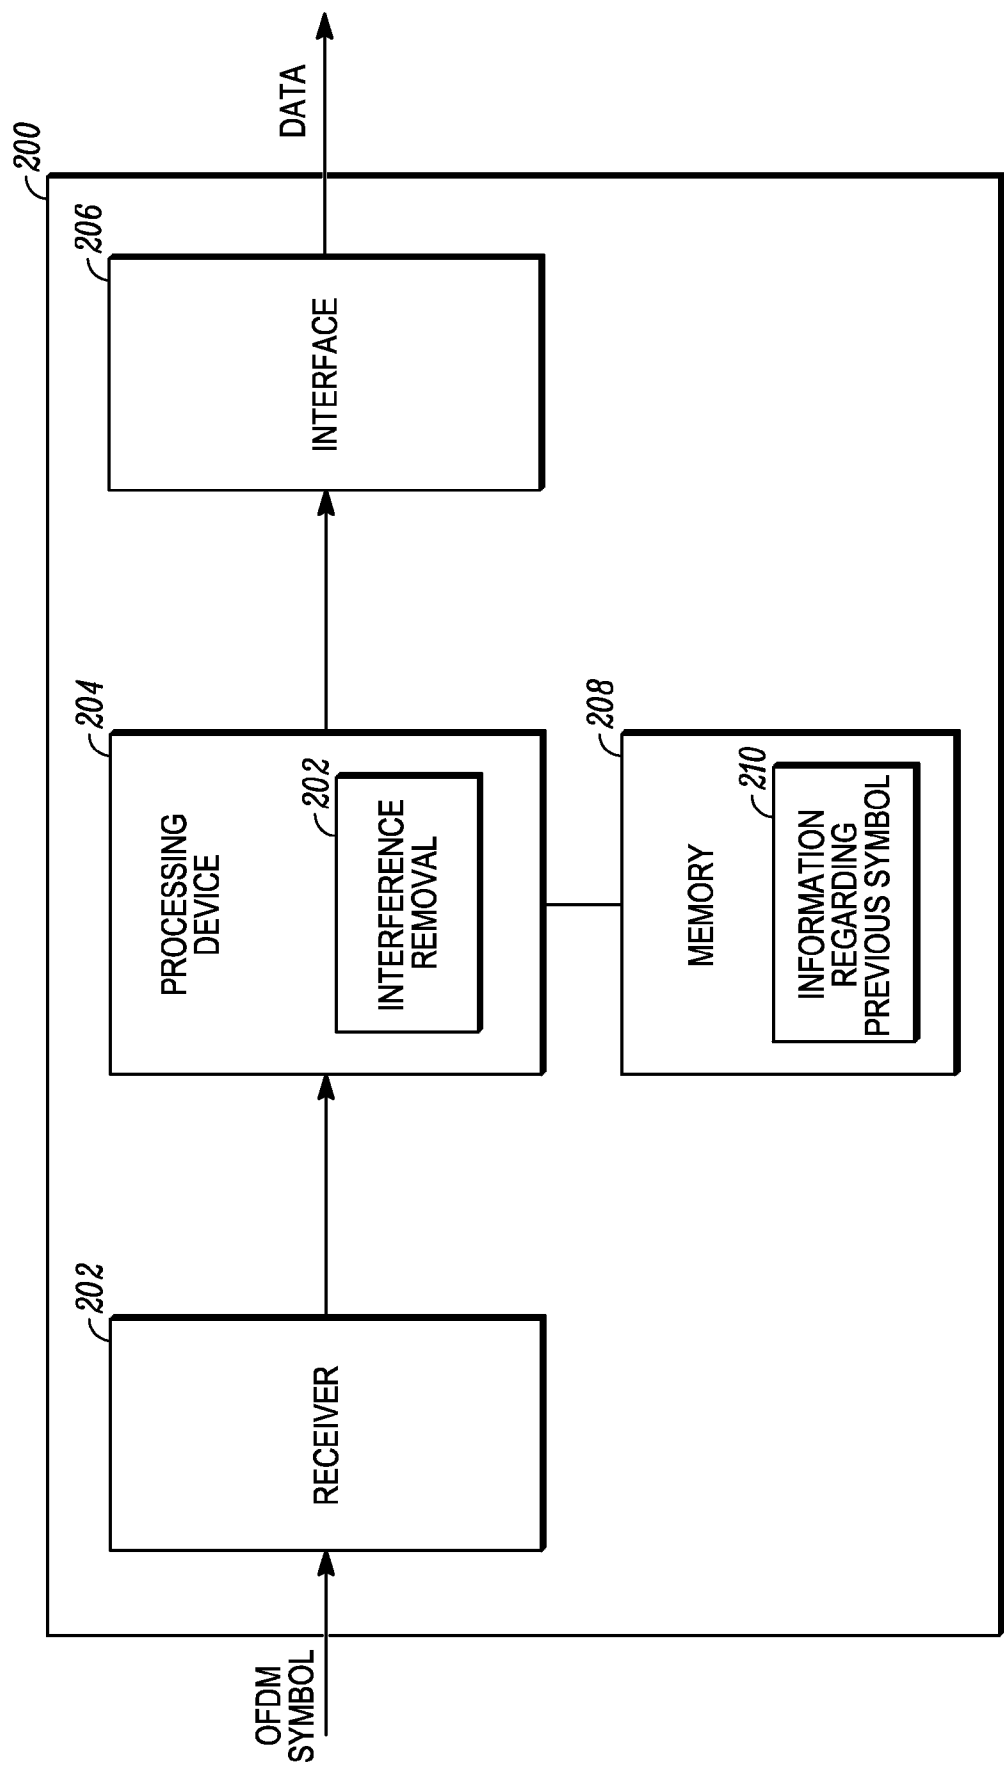 200
OFDM
SYMBOL
202
RECEIVER
204
PROCESSING
DEVICE
202
INTERFERENCE
REMOVAL
206
INTERFACE
DATA
208
MEMORY
210
INFORMATION
REGARDING
PREVIOUS SYMBOL